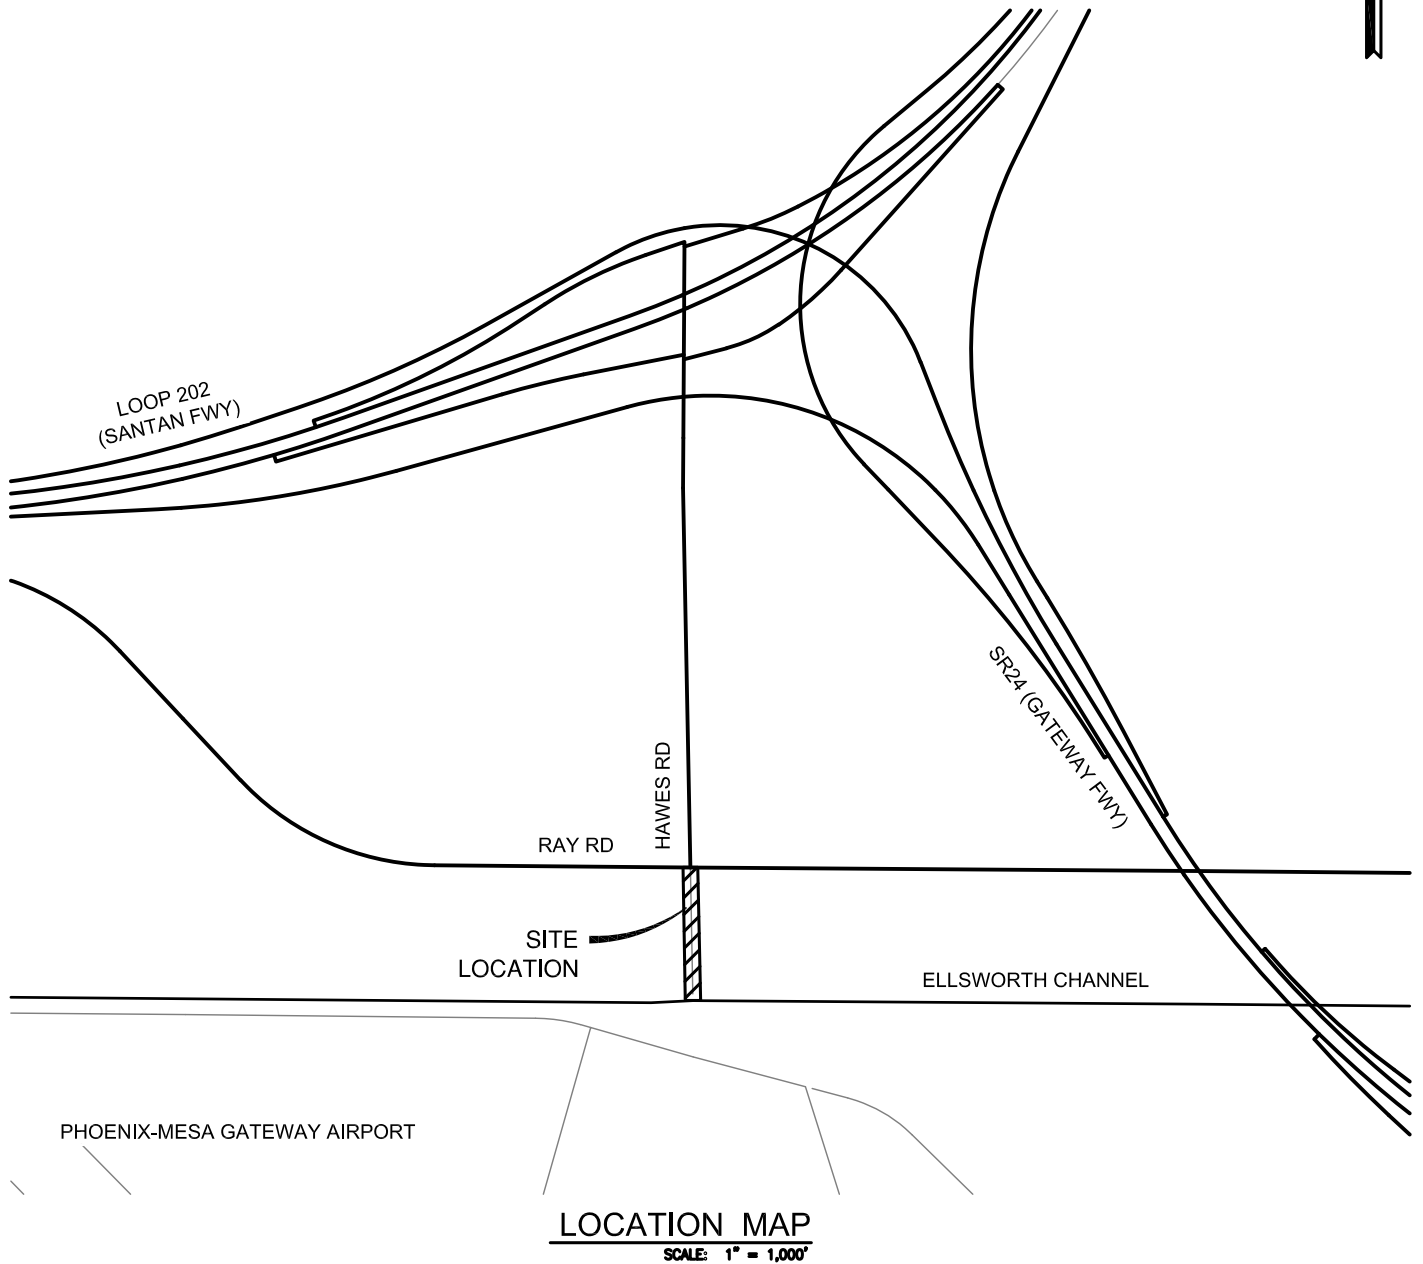 LOOP 202
(SANTAN FWY)
SR24 (GATEWAY FWY)
HAWES RD
RAY RD
SITE
LOCATION
ELLSWORTH CHANNEL
PHOENIX-MESA GATEWAY AIRPORT
LOCATION MAP
SCALE: 1" = 1,000'